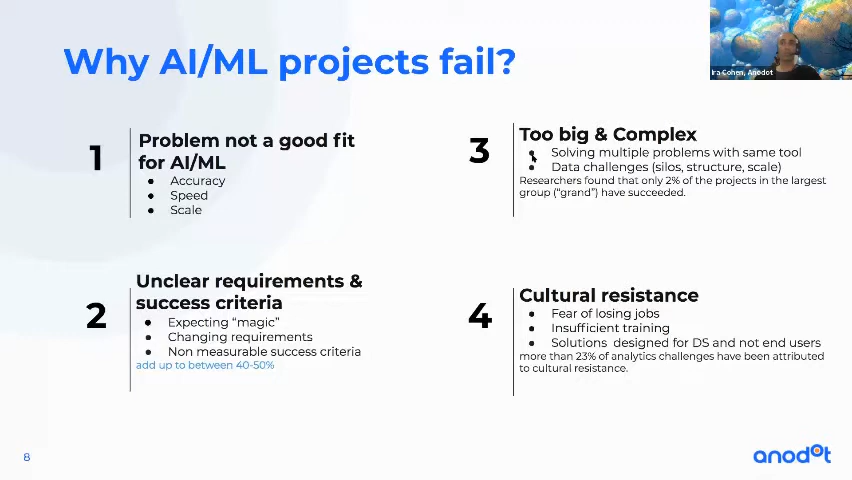 Why AI/ML projects fail?
Ira Cohen, Anodot
1
Problem not a good fit
for AI/ML
• Accuracy
• Speed
• Scale
2
Unclear requirements &
success criteria
• Expecting “magic”
• Changing requirements
• Non measurable success criteria
add up to between 40-50%
3
Too big & Complex
• Solving multiple problems with same tool
• Data challenges (silos, structure, scale)
Researchers found that only 2% of the projects in the largest
group (“grand”) have succeeded.
4
Cultural resistance
• Fear of losing jobs
• Insufficient training
• Solutions designed for DS and not end users
more than 23% of analytics challenges have been attributed
to cultural resistance.
8
anodot